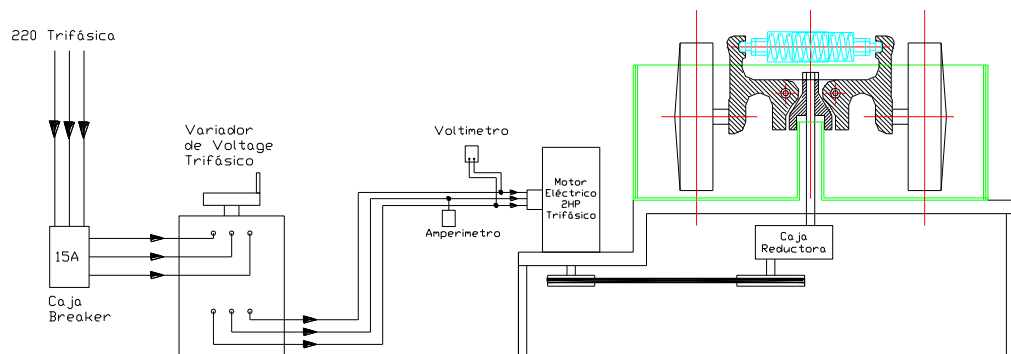 220 Trifásica
Variador
de Voltage
Trifásico
Voltimetro
Motor
Eléctrico
2HP
Trifásico
Amperimetro
Caja
Reductora
15A
Caja
Breaker